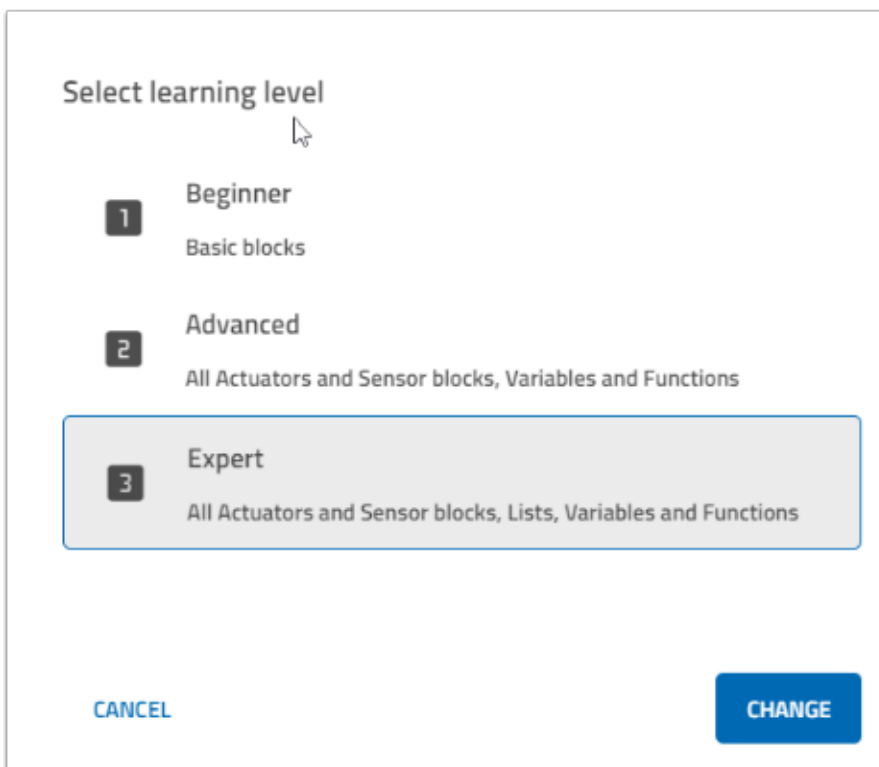 Select learning level
1
Beginner
Basic blocks
2
Advanced
All Actuators and Sensor blocks, Variables and Functions
3
Expert
All Actuators and Sensor blocks, Lists, Variables and Functions
CANCEL
CHANGE